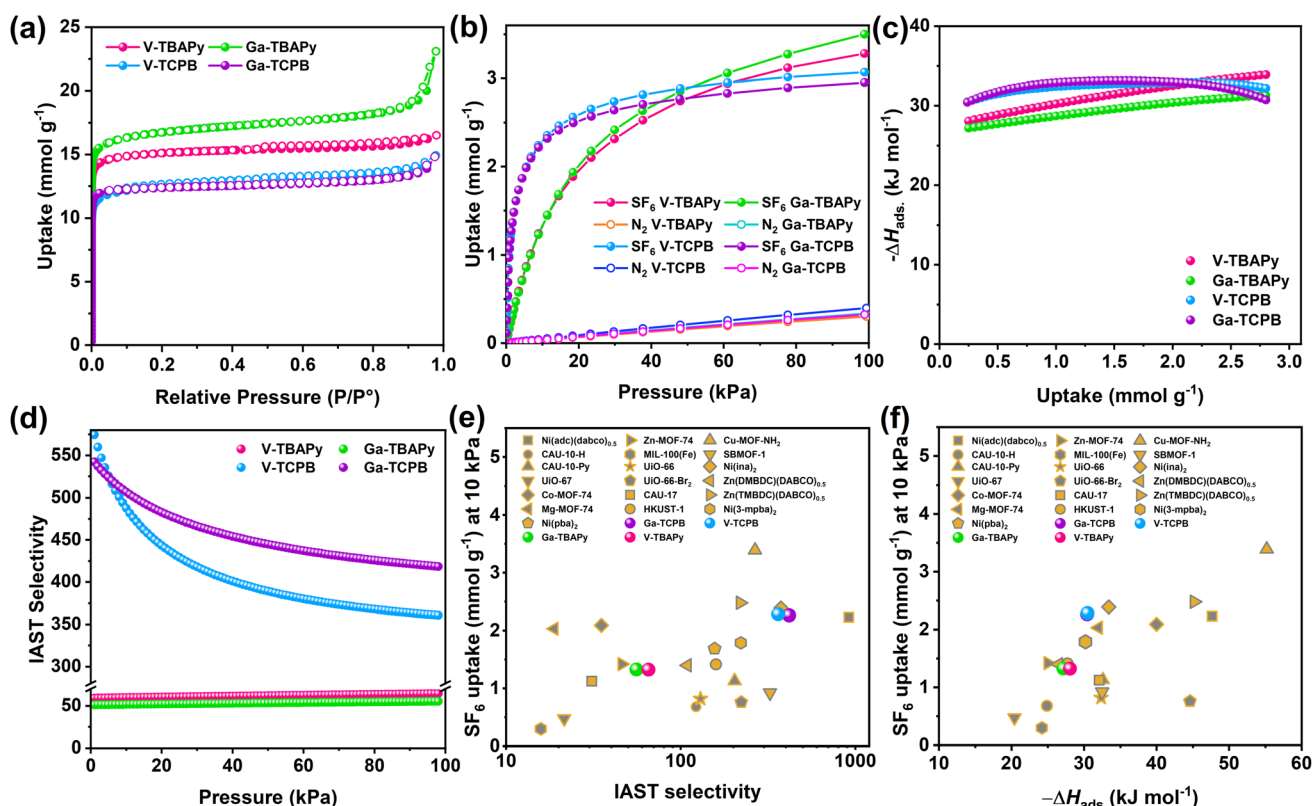 (a)
V-TBAPy Ga-TBAPy
V-TCPB Ga-TCPB
Uptake (mmol g⁻¹)
25
20
15
10
5
0
0.0 0.2 0.4 0.6 0.8 1.0
Relative Pressure (P/P°)
(b)
SF₆ V-TBAPy SF₆ Ga-TBAPy
N₂ V-TBAPy N₂ Ga-TBAPy
SF₆ V-TCPB SF₆ Ga-TCPB
N₂ V-TCPB N₂ Ga-TCPB
Uptake (mmol g⁻¹)
3
2
1
0
0 20 40 60 80 100
Pressure (kPa)
(c)
-ΔH_ads. (kJ mol⁻¹)
40
30
20
10
0
V-TBAPy
Ga-TBAPy
V-TCPB
Ga-TCPB
0.0 0.6 1.2 1.8 2.4 3.0
Uptake (mmol g⁻¹)
(d)
V-TBAPy Ga-TBAPy
V-TCPB Ga-TCPB
IAST Selectivity
550
500
450
400
350
300
50
0
0 20 40 60 80 100
Pressure (kPa)
(e)
Ni(adc)(dabco)₀.₅ Zn-MOF-74 Cu-MOF-NH₂
CAU-10-H MIL-100(Fe) SBMOF-1
CAU-10-Py UiO-66 Ni(ina)₂
UiO-67 UiO-66-Br₂ Zn(DMBDC)(DABCO)₀.₅
Co-MOF-74 CAU-17 Zn(TMBDC)(DABCO)₀.₅
Mg-MOF-74 HKUST-1 Ni(3-mpba)₂
Ni(pba)₂ Ga-TCPB V-TCPB
Ga-TBAPy V-TBAPy
SF₆ uptake (mmol g⁻¹) at 10 kPa
5
4
3
2
1
0
10 100 1000
IAST selectivity
(f)
Ni(adc)(dabco)₀.₅ Zn-MOF-74 Cu-MOF-NH₂
CAU-10-H MIL-100(Fe) SBMOF-1
CAU-10-Py UiO-66 Ni(ina)₂
UiO-67 UiO-66-Br₂ Zn(DMBDC)(DABCO)₀.₅
Co-MOF-74 CAU-17 Zn(TMBDC)(DABCO)₀.₅
Mg-MOF-74 HKUST-1 Ni(3-mpba)₂
Ni(pba)₂ Ga-TCPB V-TCPB
Ga-TBAPy V-TBAPy
SF₆ uptake (mmol g⁻¹) at 10 kPa
5
4
3
2
1
0
10 20 30 40 50 60
−ΔH_ads (kJ mol⁻¹)